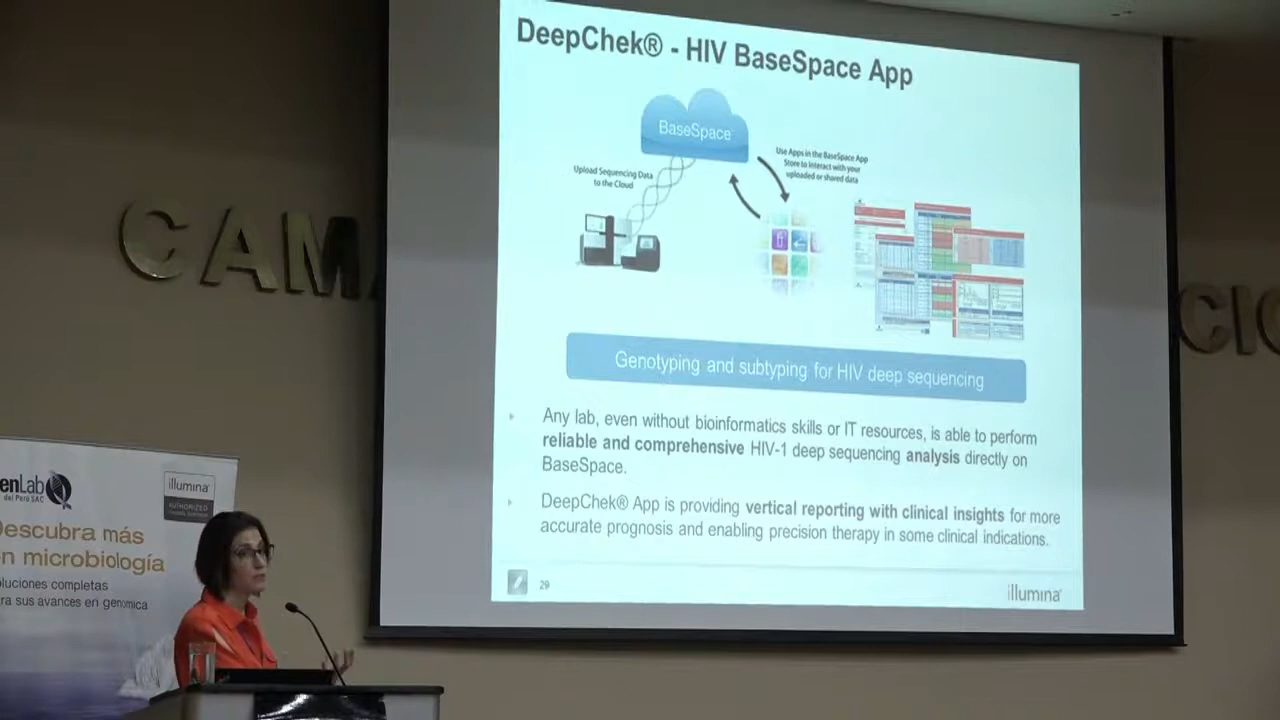 DeepChek® - HIV BaseSpace App
BaseSpace
Upload Sequencing Data
to the Cloud
Use Apps in the BaseSpace App
Store to interact with your
uploaded or shared data
Genotyping and subtyping for HIV deep sequencing
Any lab, even without bioinformatics skills or IT resources, is able to perform
reliable and comprehensive HIV-1 deep sequencing analysis directly on
BaseSpace.
DeepChek® App is providing vertical reporting with clinical insights for more
accurate prognosis and enabling precision therapy in some clinical indications.
29
illumina
CAMA
CIO
enLab
del Perú SAC
illumina
AUTHORIZED
Descubra más
en microbiología
oluciones completas
ra sus avances en genómica